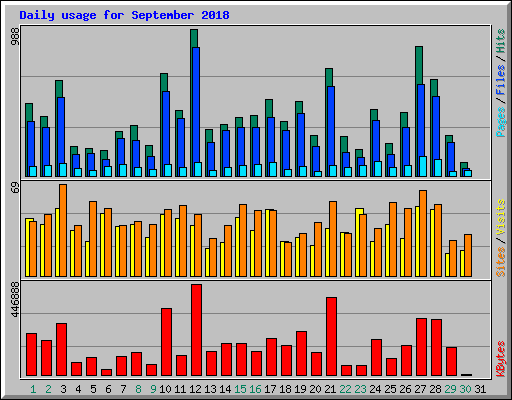 Daily usage for September 2018
988
Pages / Files / Hits
69
Sites / Visits
446888
KBytes
1 2 3 4 5 6 7 8 9 10 11 12 13 14 15 16 17 18 19 20 21 22 23 24 25 26 27 28 29 30 31